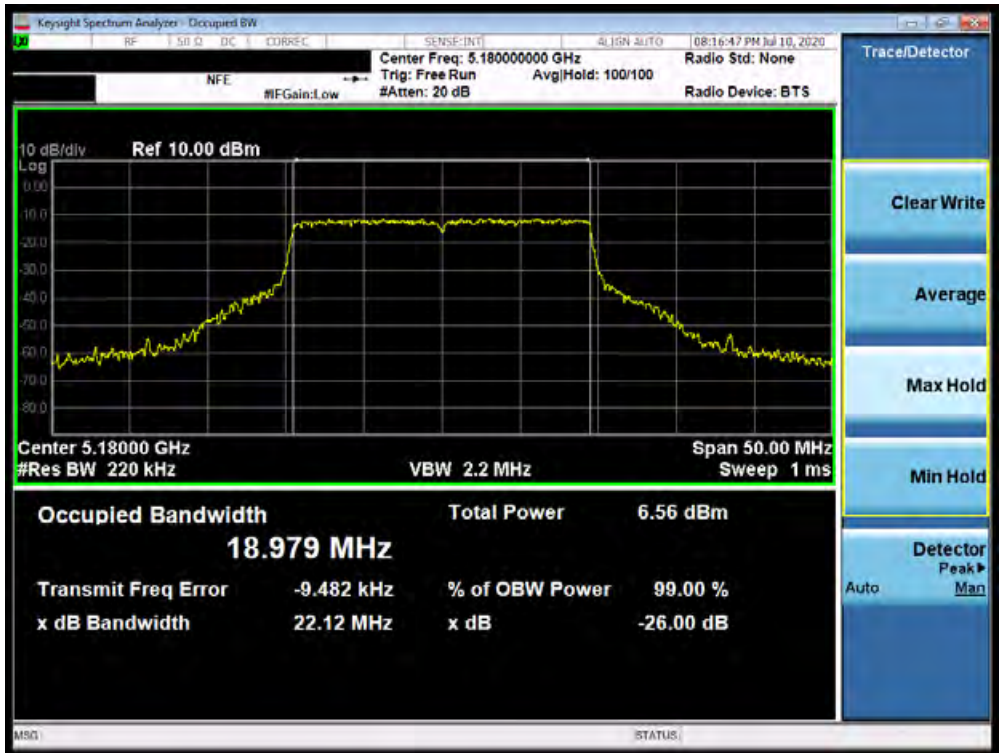 Keysight Spectrum Analyzer - Occupied BW
RF 50 Ω DC CORREC SENSE:INT ALIGN AUTO 08:16:47 PM Jul 10, 2020
Center Freq: 5.180000000 GHz Radio Std: None
NFE Trig: Free Run Avg|Hold: 100/100
#IFGain:Low #Atten: 20 dB Radio Device: BTS
10 dB/div Ref 10.00 dBm
Log
0.00
-10.0
-20.0
-30.0
-40.0
-50.0
-60.0
-70.0
-80.0
Center 5.18000 GHz Span 50.00 MHz
#Res BW 220 kHz VBW 2.2 MHz Sweep 1 ms
Occupied Bandwidth Total Power 6.56 dBm
18.979 MHz
Transmit Freq Error -9.482 kHz % of OBW Power 99.00 %
x dB Bandwidth 22.12 MHz x dB -26.00 dB
MSG STATUS
Trace/Detector
Clear Write
Average
Max Hold
Min Hold
Detector
Peak▶
Auto Man